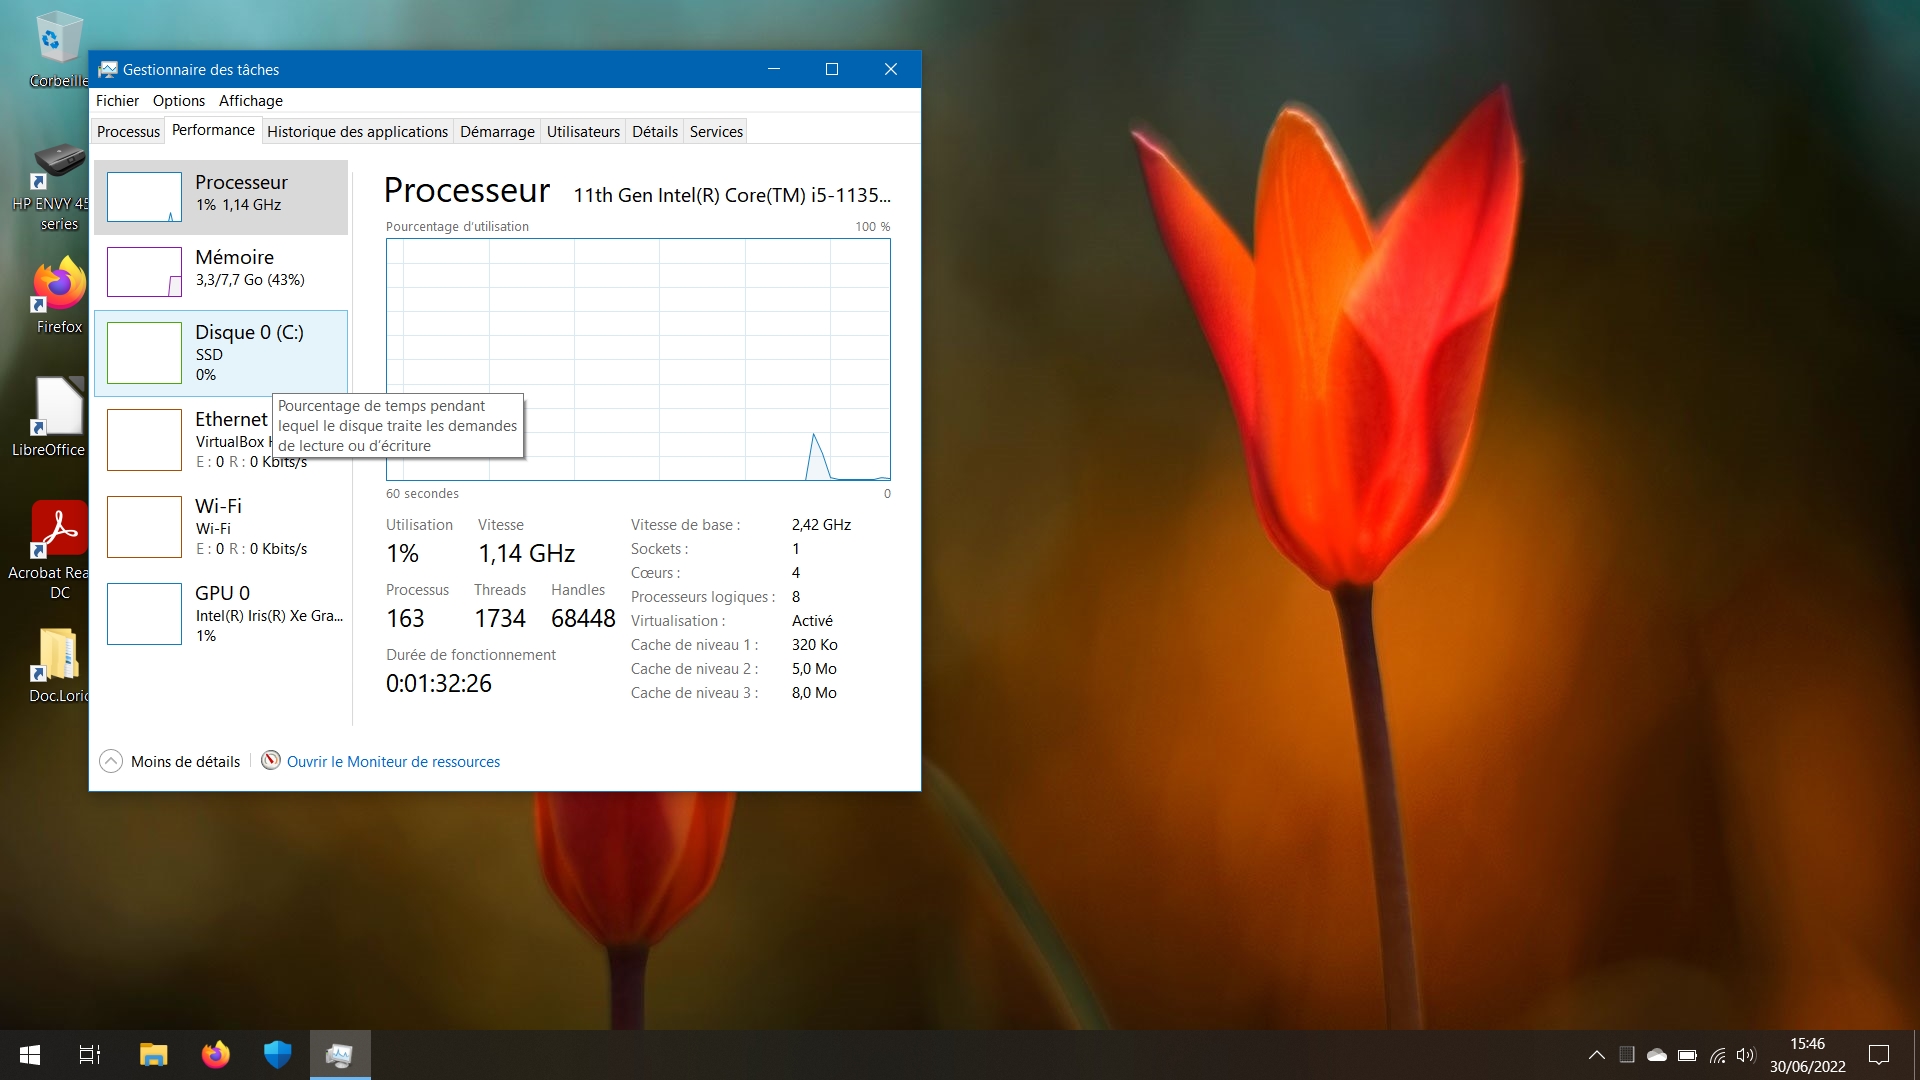 Corbeille
HP ENVY 45
series
Firefox
LibreOffice
Acrobat Rea
DC
Doc.Loric
Gestionnaire des tâches
Fichier Options Affichage
Processus Performance Historique des applications Démarrage Utilisateurs Détails Services
Processeur
1% 1,14 GHz
Mémoire
3,3/7,7 Go (43%)
Disque 0 (C:)
SSD
0%
Ethernet
VirtualBox H
E : 0 R : 0 Kbits/s
Wi-Fi
Wi-Fi
E : 0 R : 0 Kbits/s
GPU 0
Intel(R) Iris(R) Xe Gra...
1%
Pourcentage de temps pendant
lequel le disque traite les demandes
de lecture ou d’écriture
Processeur 11th Gen Intel(R) Core(TM) i5-1135...
Pourcentage d’utilisation 100 %
60 secondes 0
Utilisation Vitesse
1% 1,14 GHz
Processus Threads Handles
163 1734 68448
Durée de fonctionnement
0:01:32:26
Vitesse de base : 2,42 GHz
Sockets : 1
Cœurs : 4
Processeurs logiques : 8
Virtualisation : Activé
Cache de niveau 1 : 320 Ko
Cache de niveau 2 : 5,0 Mo
Cache de niveau 3 : 8,0 Mo
Moins de détails Ouvrir le Moniteur de ressources
15:46
30/06/2022